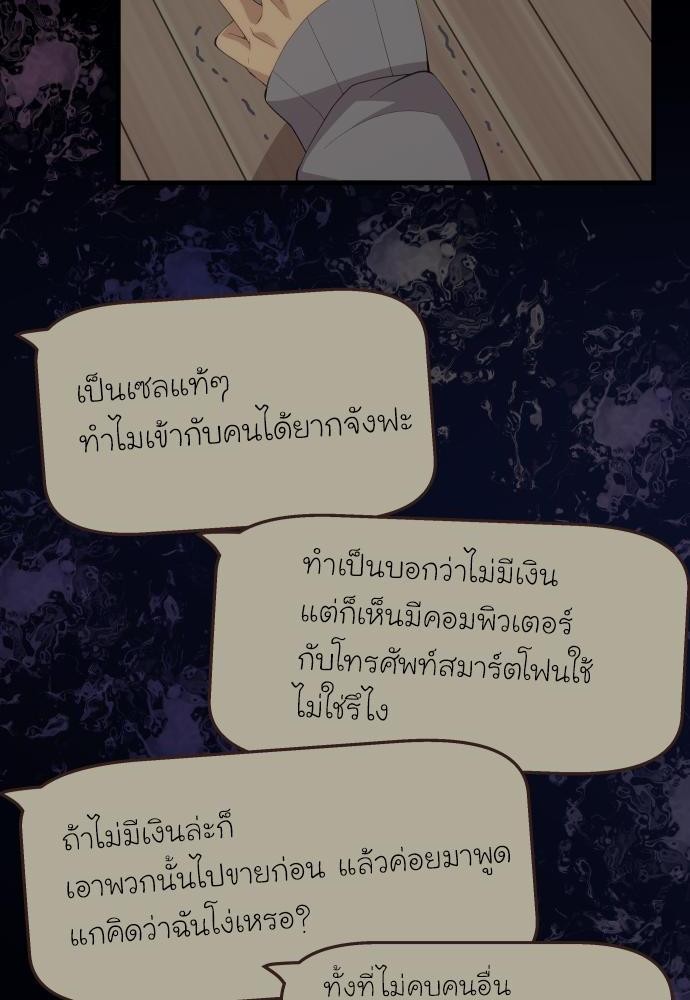 เป็นเซลแท้ๆ
ทำไมเข้ากับคนได้ยากจังฟะ
ทำเป็นบอกว่าไม่มีเงิน
แต่ก็เห็นมีคอมพิวเตอร์
กับโทรศัพท์สมาร์ตโฟนใช้
ไม่ใช่รึไง
ถ้าไม่มีเงินล่ะก็
เอาพวกนั้นไปขายก่อน แล้วค่อยมาพูด
แกคิดว่าฉันโง่เหรอ?
ทั้งที่ไม่คบคนอื่น